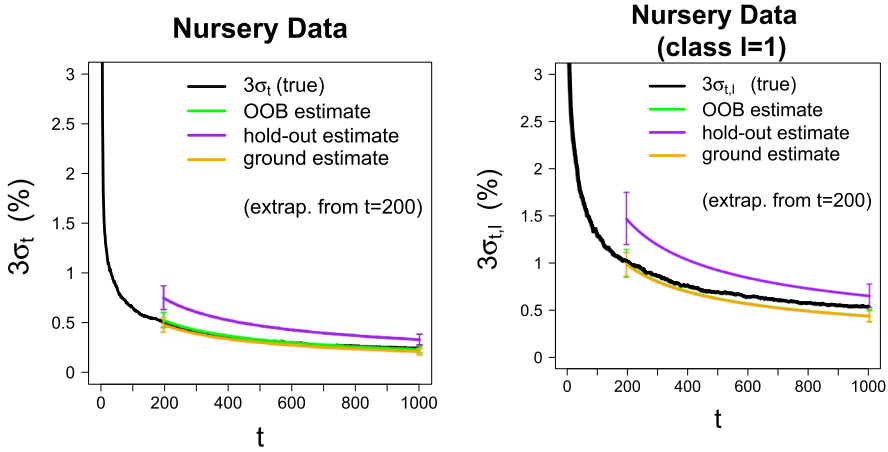 Nursery Data
3σt (true)
OOB estimate
hold-out estimate
ground estimate
(extrap. from t=200)
3σt (%)
3
2.5
2
1.5
1
0.5
0
0 200 400 600 800 1000
t
Nursery Data
(class l=1)
3σt,l (true)
OOB estimate
hold-out estimate
ground estimate
(extrap. from t=200)
3σt,l (%)
3
2.5
2
1.5
1
0.5
0
0 200 400 600 800 1000
t